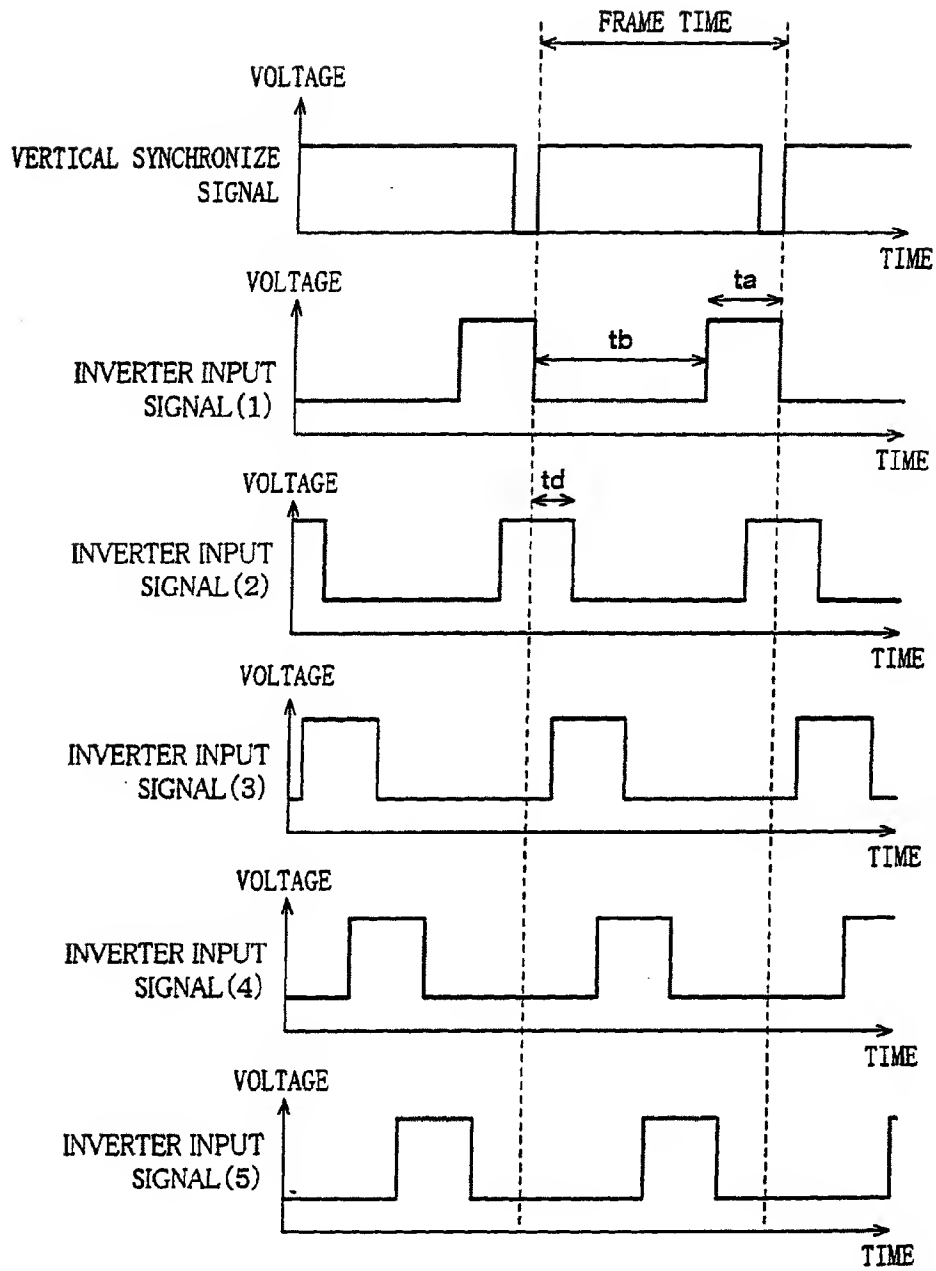 FRAME TIME
VOLTAGE
VERTICAL SYNCHRONIZE
SIGNAL
TIME
VOLTAGE
ta
tb
INVERTER INPUT
SIGNAL(1)
TIME
VOLTAGE
td
INVERTER INPUT
SIGNAL(2)
TIME
VOLTAGE
INVERTER INPUT
SIGNAL(3)
TIME
VOLTAGE
INVERTER INPUT
SIGNAL(4)
TIME
VOLTAGE
INVERTER INPUT
SIGNAL(5)
TIME